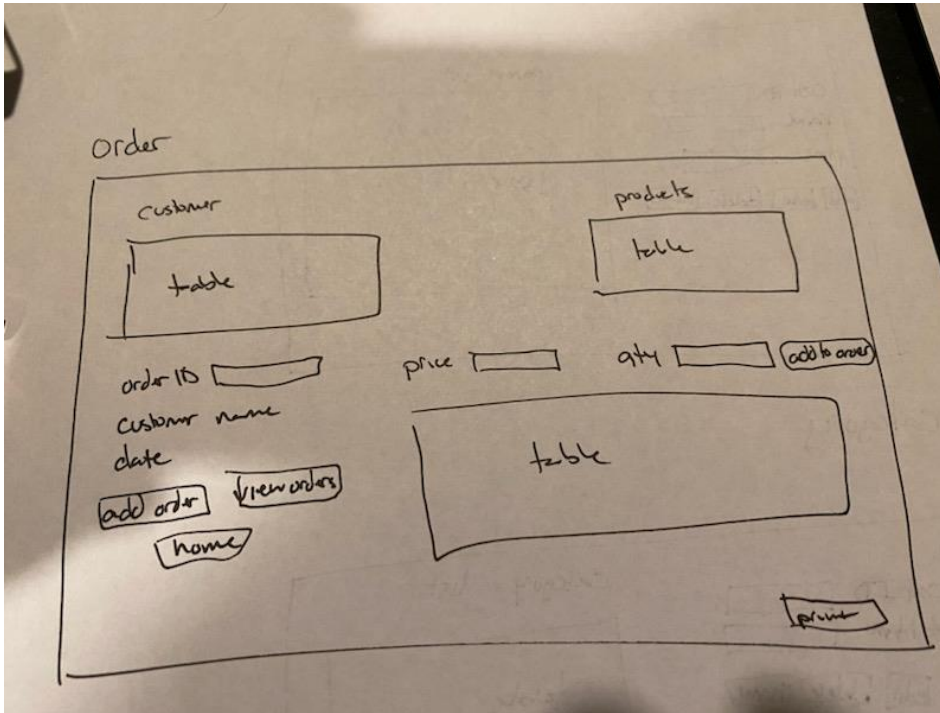 order
customer
products
table
table
order ID
price
qty
add to order
customer name
date
table
add order
view orders
home
print